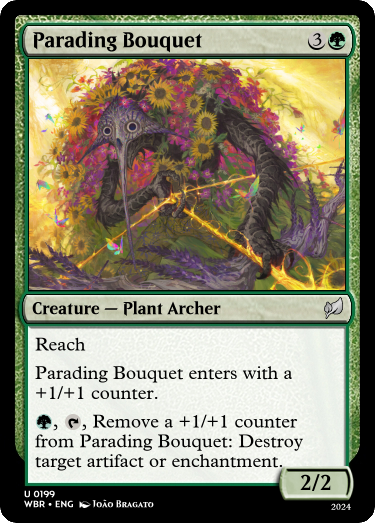 Parading Bouquet 3
Creature — Plant Archer
Reach
Parading Bouquet enters with a
+1/+1 counter.
, , Remove a +1/+1 counter
from Parading Bouquet: Destroy
target artifact or enchantment.
2/2
U 0199
WBR • ENG João Bragato
2024